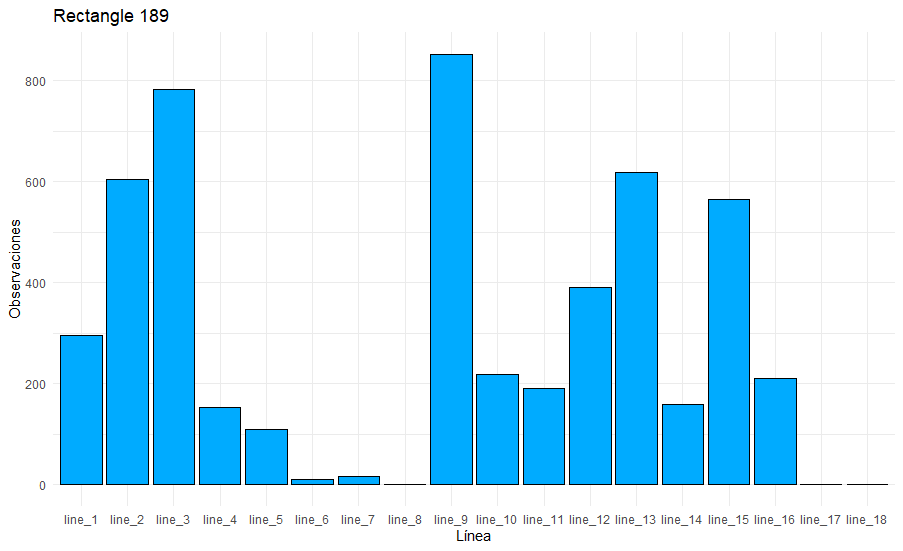 Rectangle 189
Observaciones
800
600
400
200
0
line_1 line_2 line_3 line_4 line_5 line_6 line_7 line_8 line_9 line_10 line_11 line_12 line_13 line_14 line_15 line_16 line_17 line_18
Línea